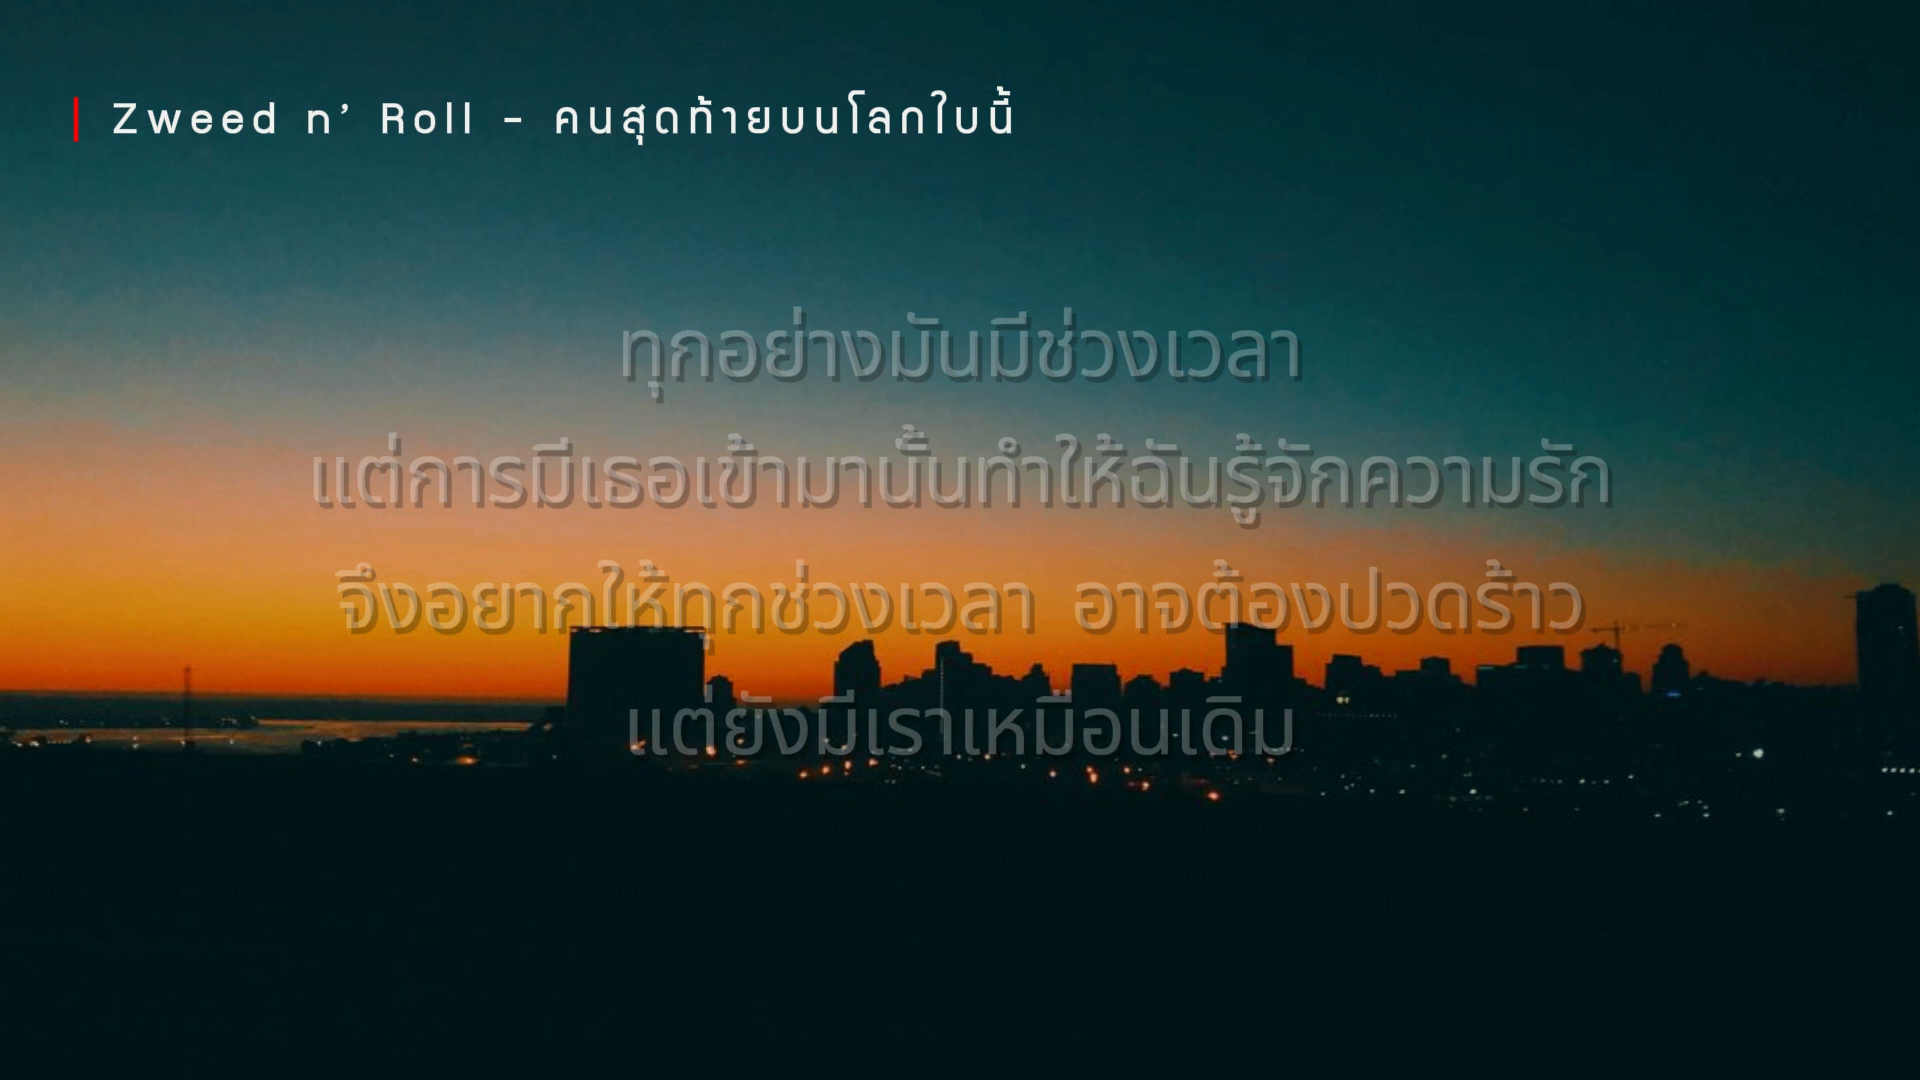 Zweed n’ Roll - คนสุดท้ายบนโลกใบนี้
ทุกอย่างมันมีช่วงเวลา
แต่การมีเธอเข้ามานั้นทำให้ฉันรู้จักความรัก
จึงอยากให้ทุกช่วงเวลา อาจต้องปวดร้าว
แต่ยังมีเราเหมือนเดิม